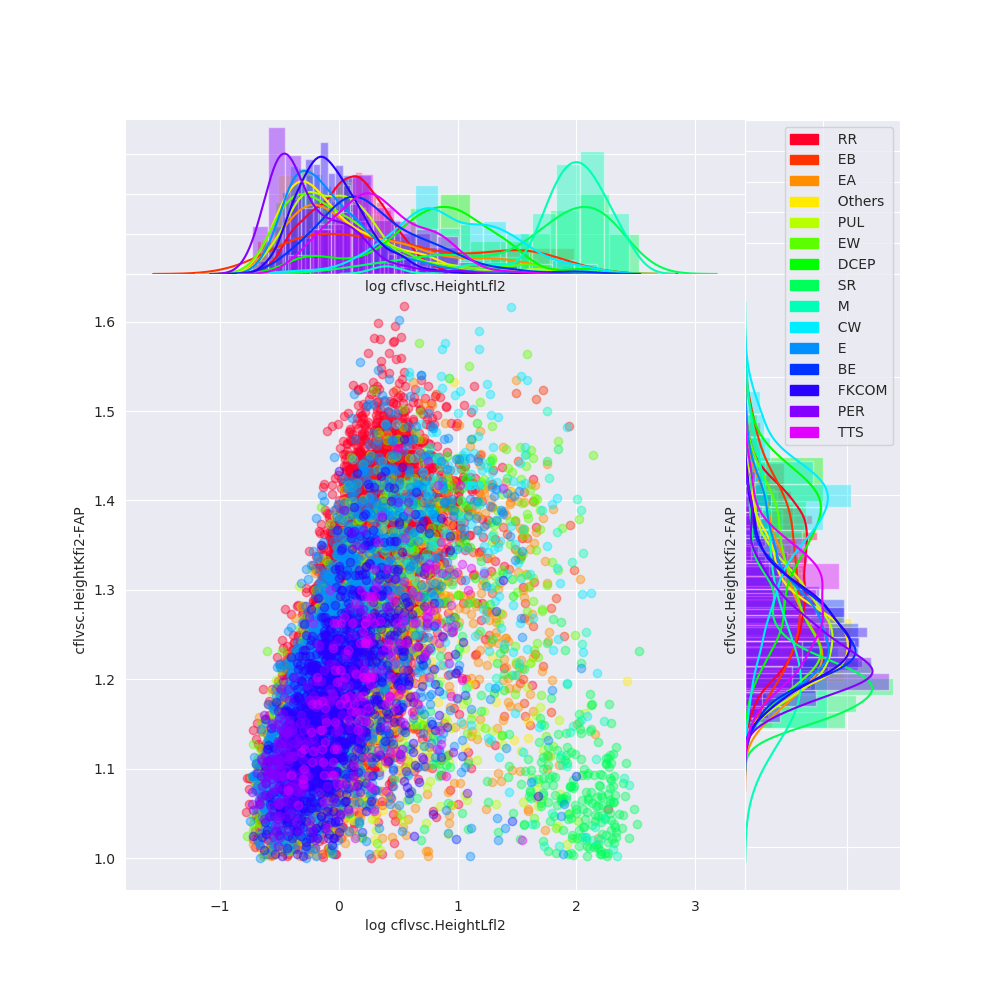 RR
EB
EA
Others
PUL
EW
DCEP
SR
M
CW
E
BE
FKCOM
PER
TTS
log cflvsc.HeightLfl2
1.6
1.5
1.4
1.3
1.2
1.1
1.0
cflvsc.HeightKfi2-FAP
cflvsc.HeightKfi2-FAP
−1 0 1 2 3
log cflvsc.HeightLfl2